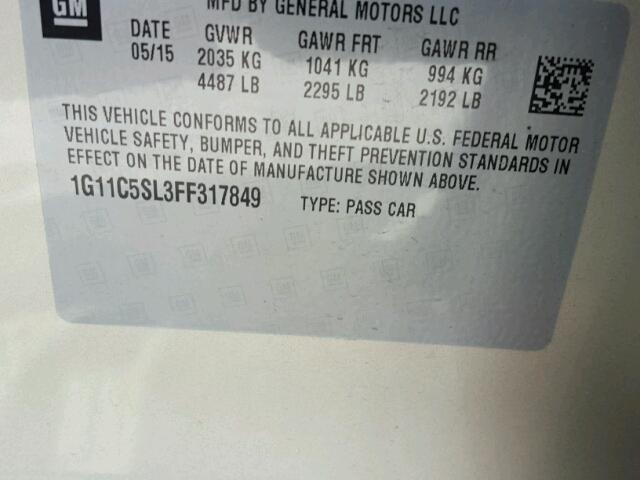 GM
MFD BY GENERAL MOTORS LLC
DATE GVWR GAWR FRT GAWR RR
05/15 2035 KG 1041 KG 994 KG
4487 LB 2295 LB 2192 LB
THIS VEHICLE CONFORMS TO ALL APPLICABLE U.S. FEDERAL MOTOR
VEHICLE SAFETY, BUMPER, AND THEFT PREVENTION STANDARDS IN
EFFECT ON THE DATE OF MANUFACTURE SHOWN ABOVE.
1G11C5SL3FF317849 TYPE: PASS CAR